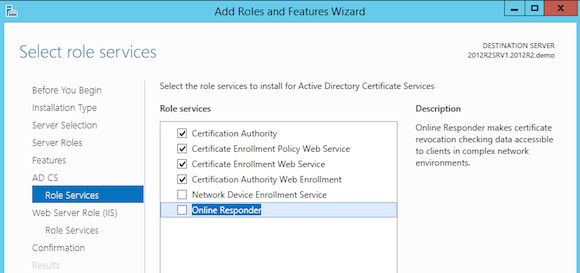 Add Roles and Features Wizard
Select role services
DESTINATION SERVER
2012R2SRV1.2012R2.demo
Before You Begin
Installation Type
Server Selection
Server Roles
Features
AD CS
Role Services
Web Server Role (IIS)
Role Services
Confirmation
Results
Select the role services to install for Active Directory Certificate Services
Role services
Certification Authority
Certificate Enrollment Policy Web Service
Certificate Enrollment Web Service
Certification Authority Web Enrollment
Network Device Enrollment Service
Online Responder
Description
Online Responder makes certificate
revocation checking data accessible
to clients in complex network
environments.